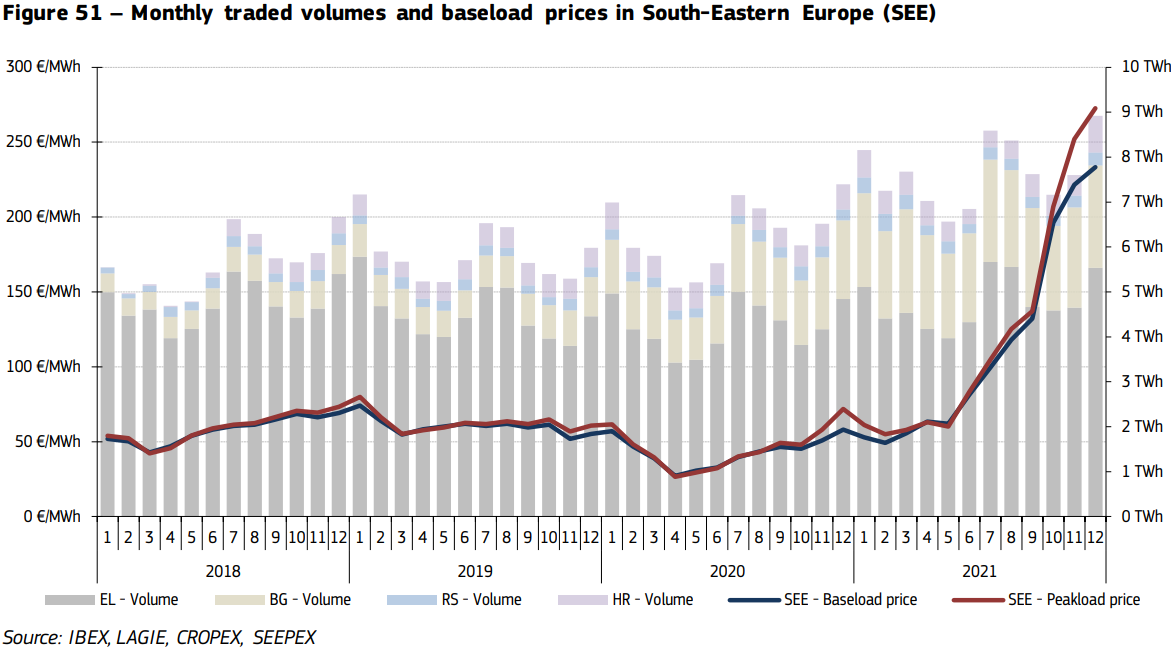 Figure 51 – Monthly traded volumes and baseload prices in South-Eastern Europe (SEE)
300 €/MWh
250 €/MWh
200 €/MWh
150 €/MWh
100 €/MWh
50 €/MWh
0 €/MWh
10 TWh
9 TWh
8 TWh
7 TWh
6 TWh
5 TWh
4 TWh
3 TWh
2 TWh
1 TWh
0 TWh
1 2 3 4 5 6 7 8 9 10 11 12 1 2 3 4 5 6 7 8 9 10 11 12 1 2 3 4 5 6 7 8 9 10 11 12 1 2 3 4 5 6 7 8 9 10 11 12
2018 2019 2020 2021
EL - Volume BG - Volume RS - Volume HR - Volume SEE - Baseload price SEE - Peakload price
Source: IBEX, LAGIE, CROPEX, SEEPEX